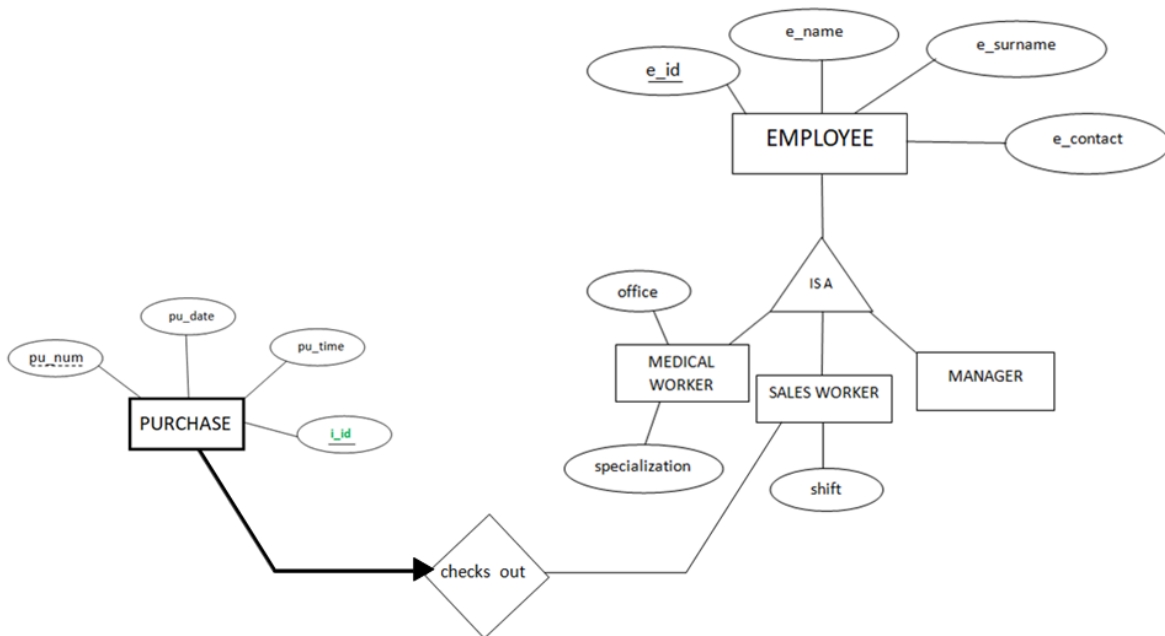 e_name
e_surname
e_id
EMPLOYEE
e_contact
IS A
office
pu_date
pu_time
pu_num
MEDICAL
WORKER
MANAGER
SALES WORKER
PURCHASE
i_id
specialization
shift
checks out